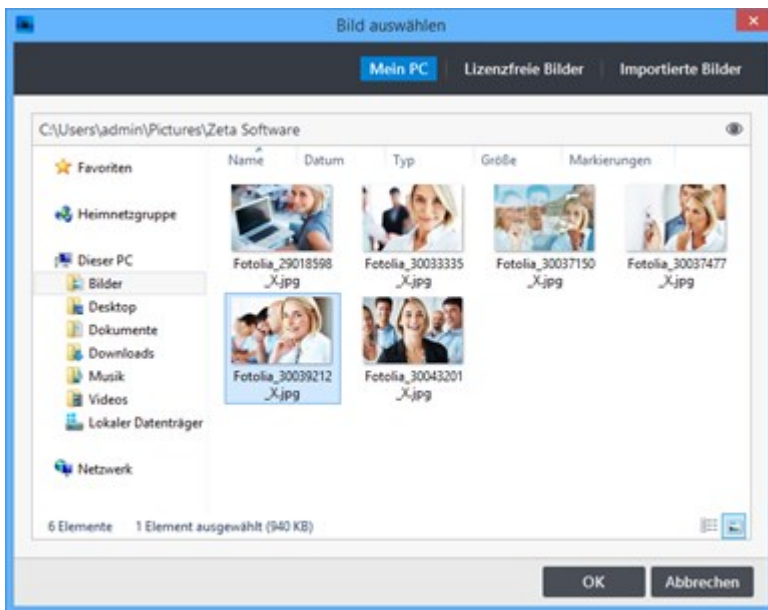 Bild auswählen
Mein PC Lizenzfreie Bilder Importierte Bilder
C:\Users\admin\Pictures\Zeta Software
Name Datum Typ Größe Markierungen
Favoriten
Heimnetzgruppe
Dieser PC
Bilder
Desktop
Dokumente
Downloads
Musik
Videos
Lokaler Datenträger
Netzwerk
Fotolia_29018598
_X.jpg
Fotolia_30033335
_X.jpg
Fotolia_30037150
_X.jpg
Fotolia_30037477
_X.jpg
Fotolia_30039212
_X.jpg
Fotolia_30043201
_X.jpg
6 Elemente 1 Element ausgewählt (940 KB)
OK Abbrechen